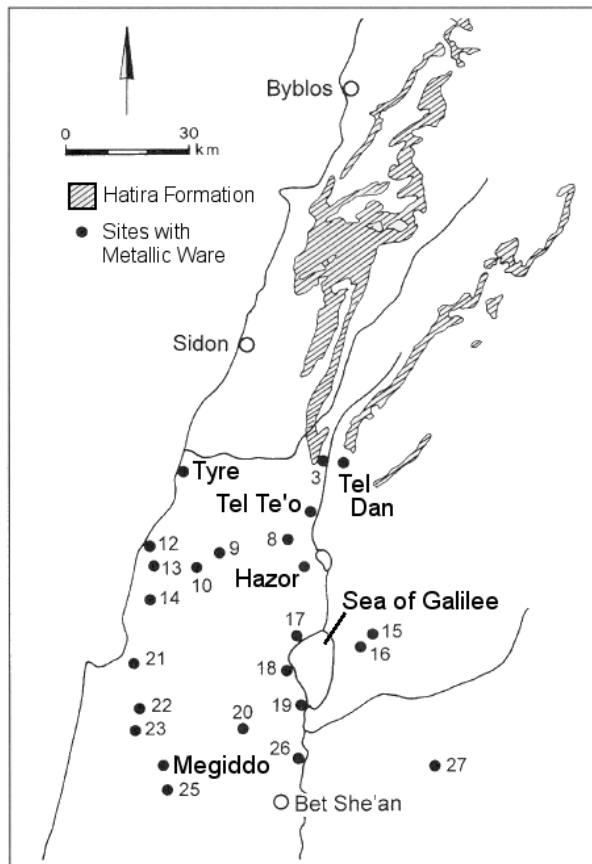 Byblos
0
30
km
Hatira Formation
Sites with
Metallic Ware
Sidon
Tyre
3
Tel
Dan
Tel Te'o
12
9
8
13
10
Hazor
14
Sea of Galilee
17
15
16
21
18
22
19
20
23
26
Megiddo
27
25
Bet She'an